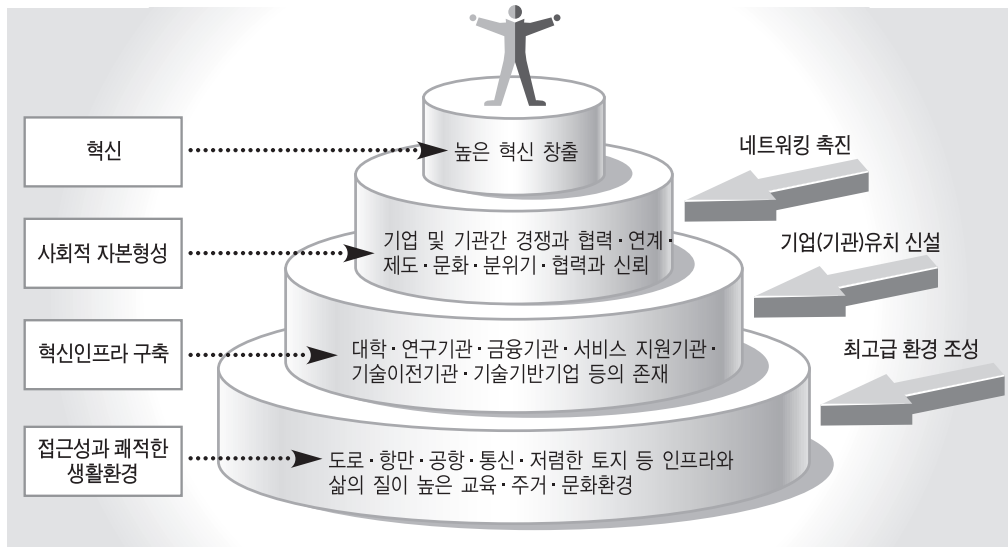 혁신
높은 혁신 창출
네트워킹 촉진
사회적 자본형성
기업 및 기관간 경쟁과 협력·연계·
제도·문화·분위기·협력과 신뢰
기업(기관)유치 신설
혁신인프라 구축
대학·연구기관·금융기관·서비스 지원기관·
기술이전기관·기술기반기업 등의 존재
최고급 환경 조성
접근성과 쾌적한
생활환경
도로·항만·공항·통신·저렴한 토지 등 인프라와
삶의 질이 높은 교육·주거·문화환경